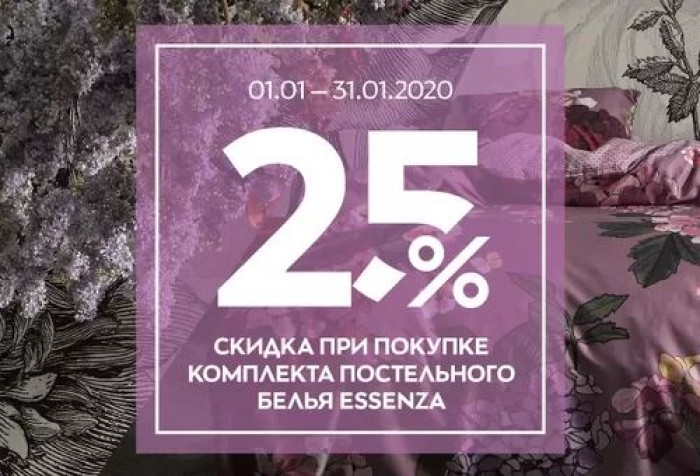 01.01 – 31.01.2020
25%
СКИДКА ПРИ ПОКУПКЕ
КОМПЛЕКТА ПОСТЕЛЬНОГО
БЕЛЬЯ ESSENZA